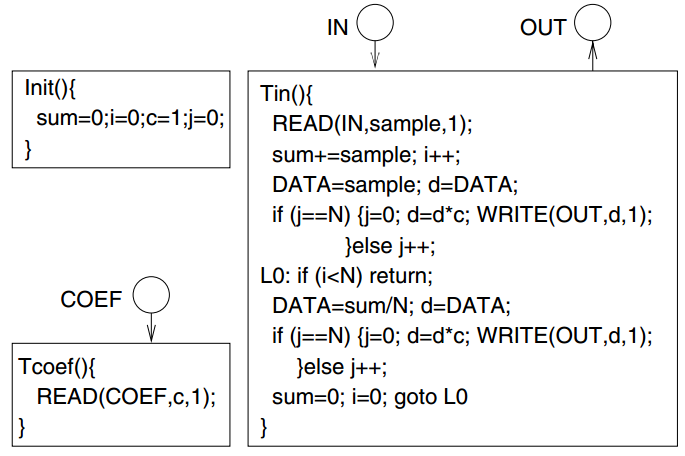 IN
OUT
Init(){
sum=0;i=0;c=1;j=0;
}
Tin(){
READ(IN,sample,1);
sum+=sample; i++;
DATA=sample; d=DATA;
if (j==N) {j=0; d=d*c; WRITE(OUT,d,1);
}else j++;
L0: if (i<N) return;
DATA=sum/N; d=DATA;
if (j==N) {j=0; d=d*c; WRITE(OUT,d,1);
}else j++;
sum=0; i=0; goto L0
}
COEF
Tcoef(){
READ(COEF,c,1);
}